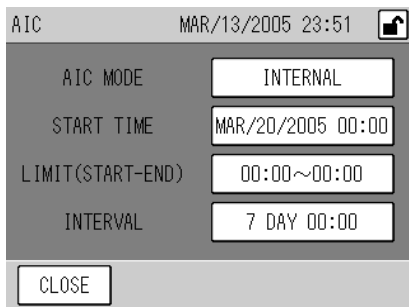 AIC MAR/13/2005 23:51
AIC MODE INTERNAL
START TIME MAR/20/2005 00:00
LIMIT(START-END) 00:00～00:00
INTERVAL 7 DAY 00:00
CLOSE